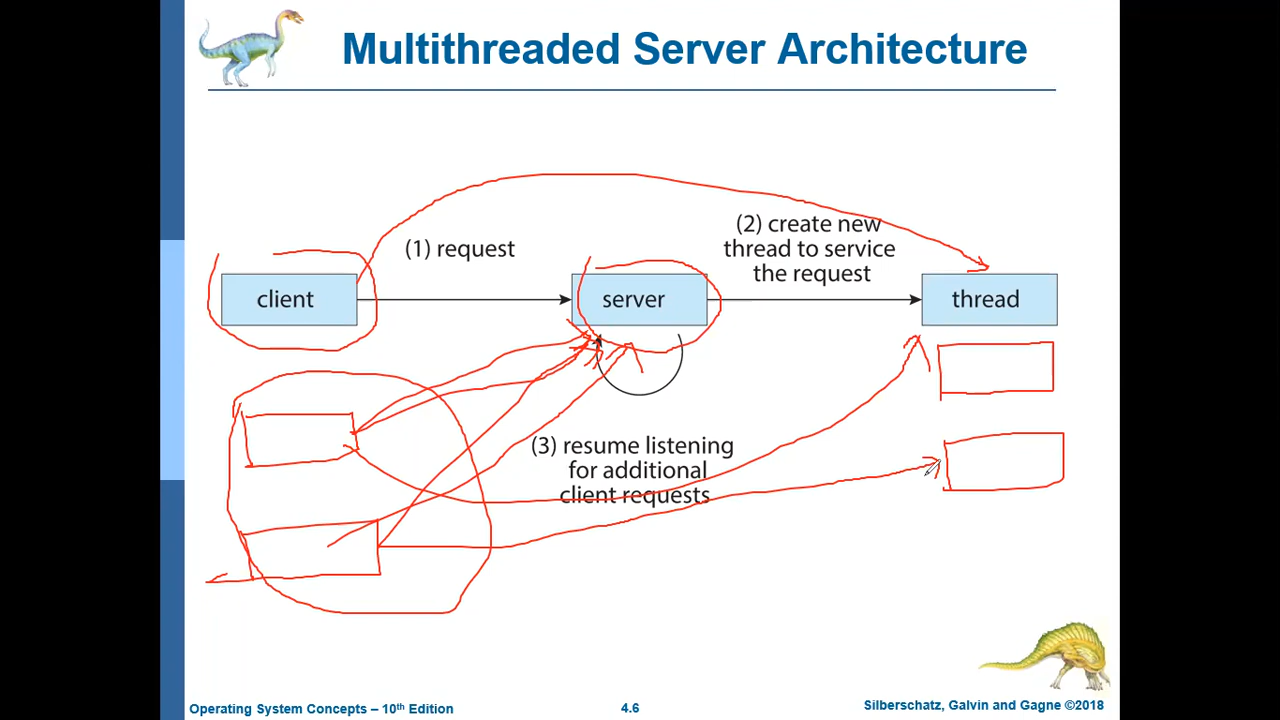 Multithreaded Server Architecture
(1) request
(2) create new
thread to service
the request
client
server
thread
(3) resume listening
for additional
client requests
Operating System Concepts – 10th Edition
4.6
Silberschatz, Galvin and Gagne ©2018